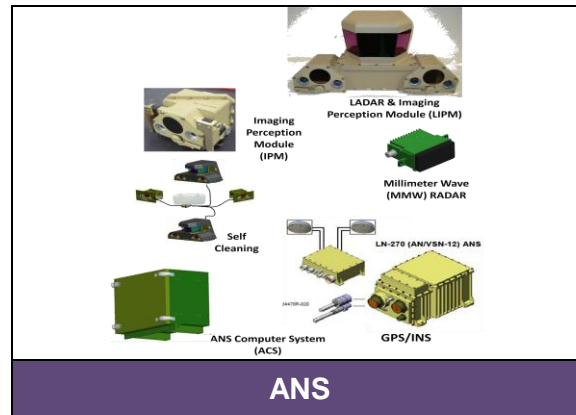 LADAR & Imaging
Perception Module (LIPM)
Imaging
Perception
Module
(IPM)
Millimeter Wave
(MMW) RADAR
Self
Cleaning
LN-270 (AN/VSN-12) ANS
ANS Computer System
(ACS)
GPS/INS
ANS